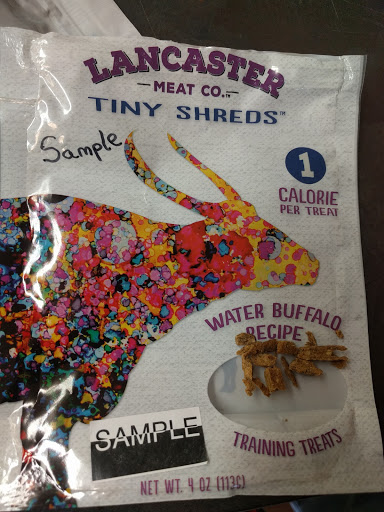 LANCASTER
MEAT CO.™
TINY SHREDS™
Sample
1
CALORIE
PER TREAT
WATER BUFFALO
RECIPE
SAMPLE
TRAINING TREATS
NET WT. 4 OZ (113G)